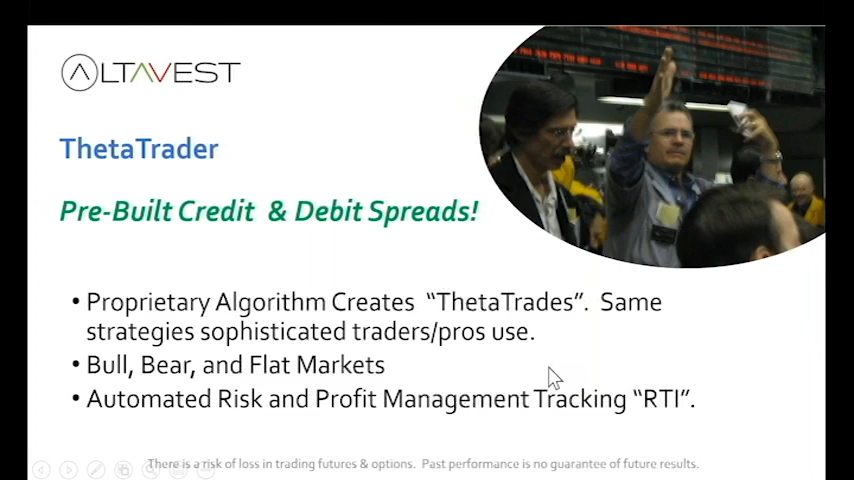 ALTAVEST
ThetaTrader
Pre-Built Credit & Debit Spreads!
• Proprietary Algorithm Creates “ThetaTrades”. Same
strategies sophisticated traders/pros use.
• Bull, Bear, and Flat Markets
• Automated Risk and Profit Management Tracking “RTI”.
There is a risk of loss in trading futures & options. Past performance is no guarantee of future results.